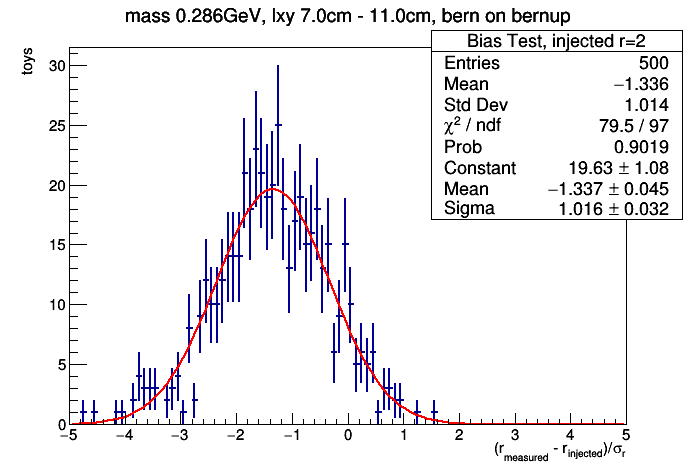 mass 0.286GeV, lxy 7.0cm - 11.0cm, bern on bernup
Bias Test, injected r=2
Entries 500
Mean −1.336
Std Dev 1.014
χ² / ndf 79.5 / 97
Prob 0.9019
Constant 19.63 ± 1.08
Mean −1.337 ± 0.045
Sigma 1.016 ± 0.032
toys
30
25
20
15
10
5
0
−5 −4 −3 −2 −1 0 1 2 3 4 5
(r_measured - r_injected)/σ_r